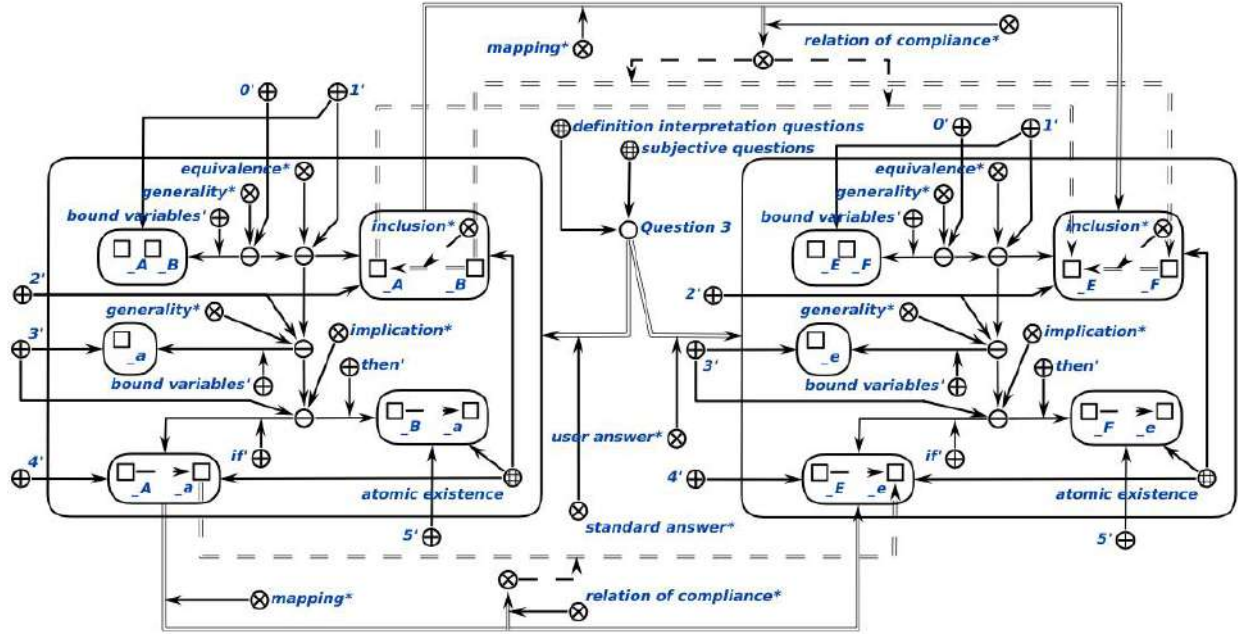 mapping*
relation of compliance*
0'
1'
definition interpretation questions
subjective questions
Question 3
equivalence*
generality*
bound variables'
inclusion*
_A _B
_A
_B
2'
generality*
3'
implication*
_a
then'
bound variables'
_B
_a
if'
4'
_A
_a
atomic existence
5'
user answer*
standard answer*
0'
1'
equivalence*
generality*
bound variables'
inclusion*
_E _F
_E
_F
2'
generality*
3'
implication*
_e
then'
bound variables'
_F
_e
if'
4'
_E
_e
atomic existence
5'
mapping*
relation of compliance*